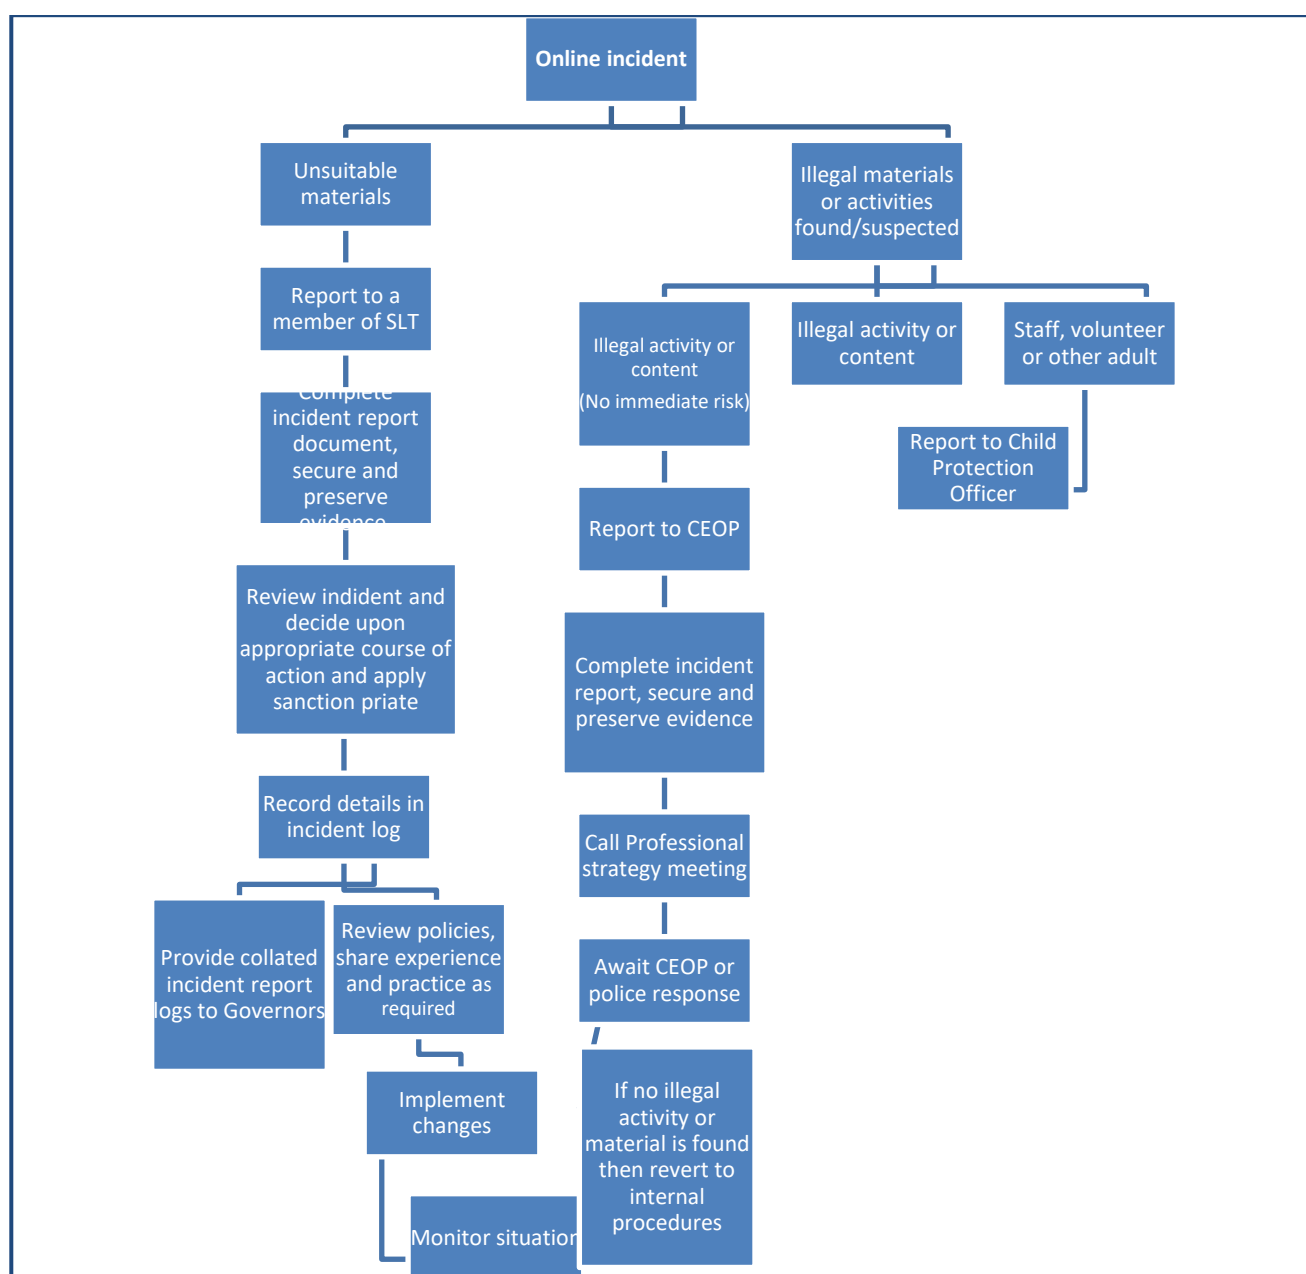 Online incident
Unsuitable
materials
Report to a
member of SLT
Complete
incident report
document,
secure and
preserve
evidence
Review indident and
decide upon
appropriate course of
action and apply
sanction priate
Record details in
incident log
Provide collated
incident report
logs to Governors
Review policies,
share experience
and practice as
required
Implement
changes
Monitor situation
Illegal materials
or activities
found/suspected
Illegal activity or
content
(No immediate risk)
Report to CEOP
Complete incident
report, secure and
preserve evidence
Call Professional
strategy meeting
Await CEOP or
police response
If no illegal
activity or
material is found
then revert to
internal
procedures
Illegal activity or
content
Staff, volunteer
or other adult
Report to Child
Protection
Officer